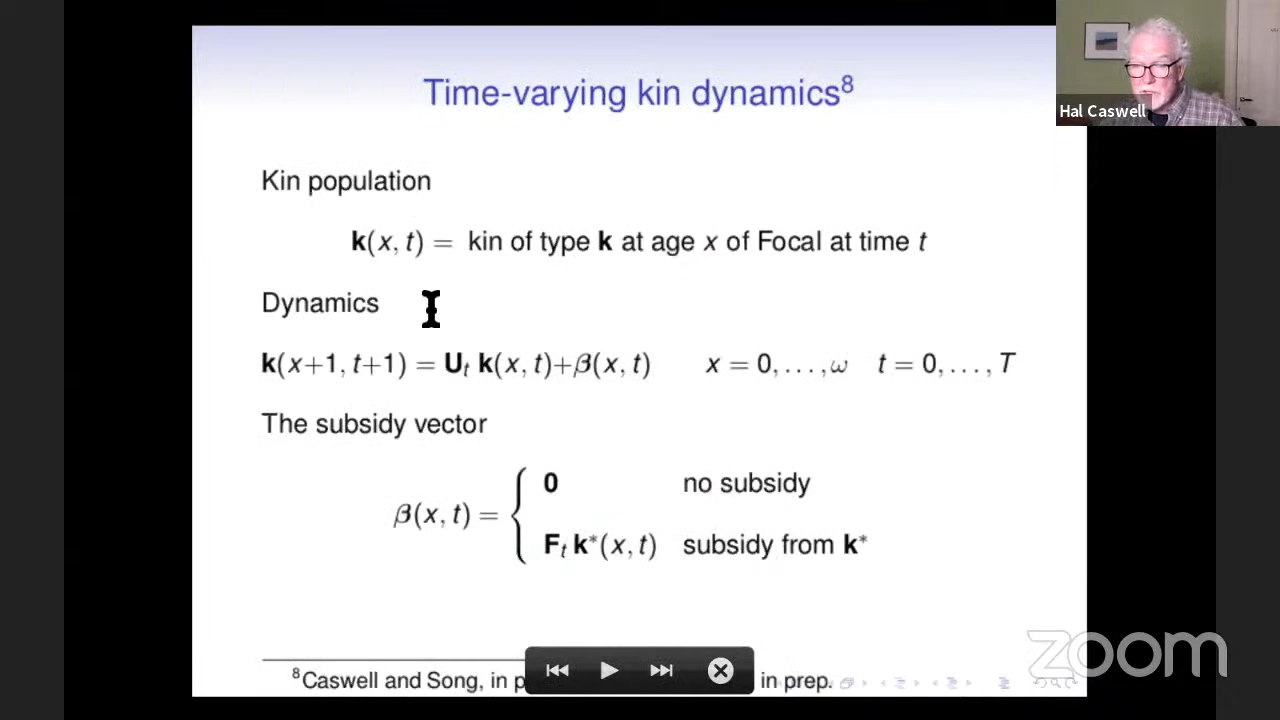 Time-varying kin dynamics⁸
Hal Caswell
Kin population
k(x, t) = kin of type k at age x of Focal at time t
Dynamics
k(x+1, t+1) = Uₜ k(x, t)+β(x, t) x = 0, . . . , ω t = 0, . . . , T
The subsidy vector
β(x, t) = { 0 no subsidy
Fₜ k*(x, t) subsidy from k*
zoom
⁸Caswell and Song, in in prep.